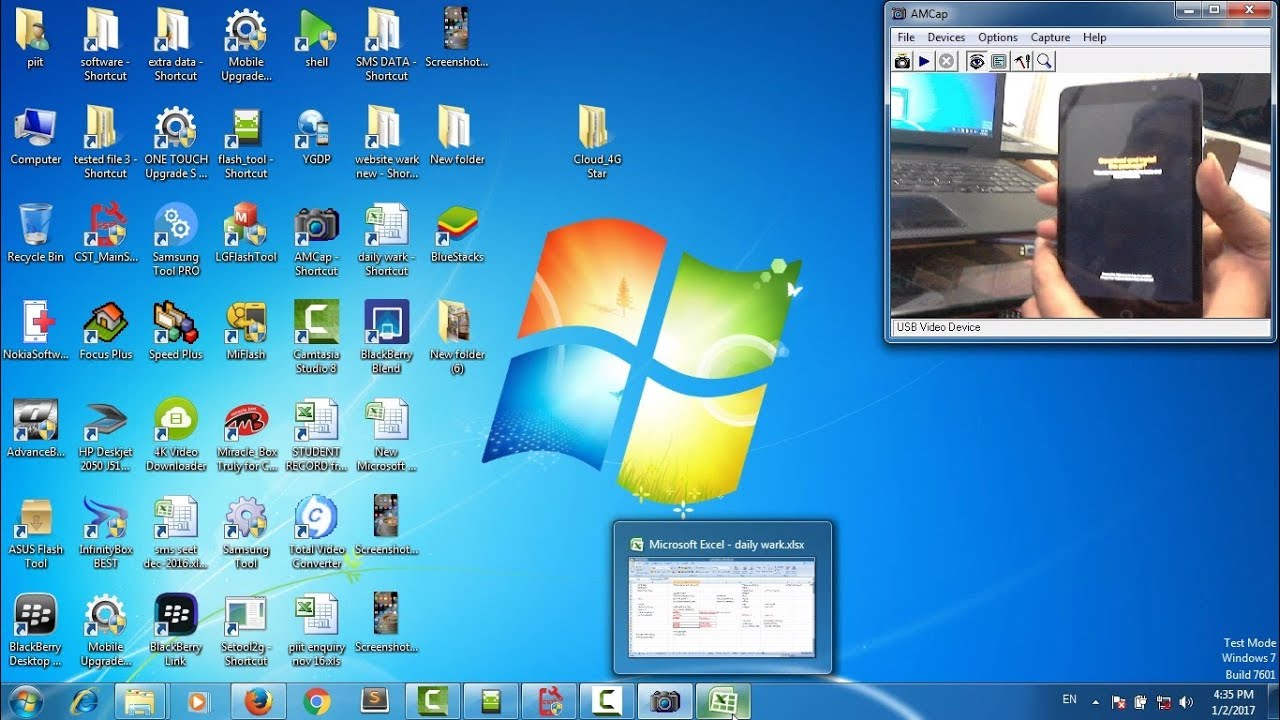 piit
software -
Shortcut
extra data -
Shortcut
Mobile
Upgrade...
shell
SMS DATA -
Shortcut
Screenshot...
Computer
tested file 3 -
Shortcut
ONE TOUCH
Upgrade S ...
flash_tool -
Shortcut
YGDP
website wark
new - Shor...
New folder
Cloud_4G
Star
Recycle Bin
CST_MainS...
Samsung
Tool PRO
LGFlashTool
AMCap -
Shortcut
daily wark -
Shortcut
BlueStacks
NokiaSoftw...
Focus Plus
Speed Plus
MiFlash
Camtasia
Studio 8
BlackBerry
Blend
New folder
(6)
AdvanceB...
HP Deskjet
2050 J51...
4K Video
Downloader
Miracle_Box
Truly for C...
STUDENT
RECORD fr...
New
Microsoft ...
ASUS Flash
Tool
InfinityBox
BEST
sms seet
dec-2016.xl...
Samsung
Tool
Total Video
Converter
Screenshot...
BlackBerry
Desktop ...
Mobile
Upgrade...
BlackBerry
Link
Setool2g -
Shortcut
piit enquiry
nov 16.xls
Screenshot...
AMCap
File Devices Options Capture Help
Download and install
USB Video Device
Microsoft Excel - daily wark.xlsx
Test Mode
Windows 7
Build 7601
EN
4:35 PM
1/2/2017